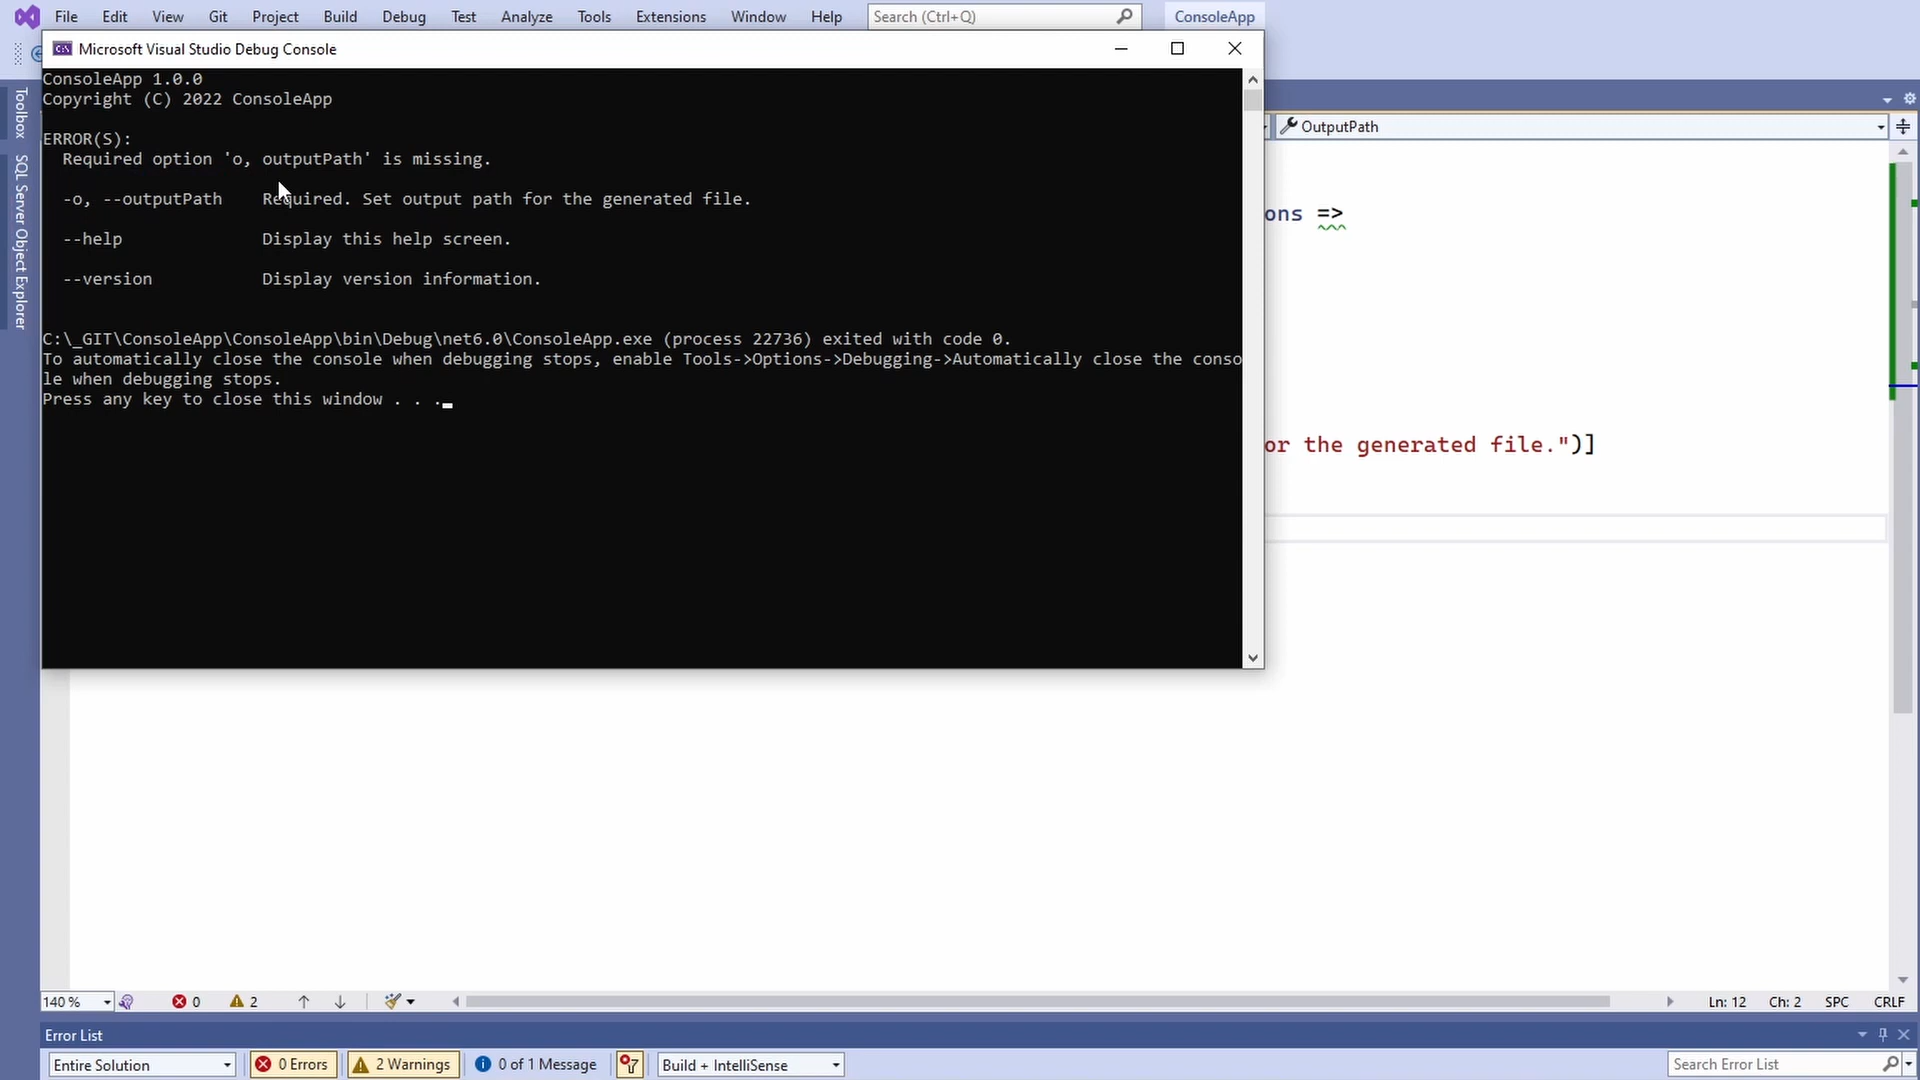 File Edit View Git Project Build Debug Test Analyze Tools Extensions Window Help Search (Ctrl+Q) ConsoleApp
Microsoft Visual Studio Debug Console
ConsoleApp 1.0.0
Copyright (C) 2022 ConsoleApp
ERROR(S):
Required option 'o, outputPath' is missing.
-o, --outputPath Required. Set output path for the generated file.
--help Display this help screen.
--version Display version information.
C:\_GIT\ConsoleApp\ConsoleApp\bin\Debug\net6.0\ConsoleApp.exe (process 22736) exited with code 0.
To automatically close the console when debugging stops, enable Tools->Options->Debugging->Automatically close the conso
le when debugging stops.
Press any key to close this window . . .
Toolbox
SQL Server Object Explorer
OutputPath
ons =>
or the generated file.")]
140 % 0 2 Ln: 12 Ch: 2 SPC CRLF
Error List
Entire Solution 0 Errors 2 Warnings 0 of 1 Message Build + IntelliSense Search Error List